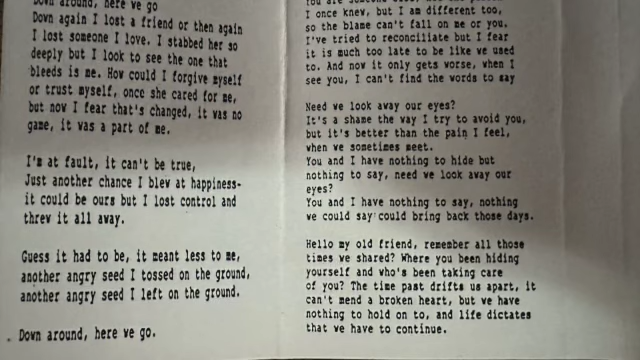 Down around, here we go
Down again I lost a friend or then again
I lost someone I love. I stabbed her so
deeply but I look to see the one that
bleeds is me. How could I forgive myself
or trust myself, once she cared for me,
but now I fear that's changed, it was no
game, it was a part of me.
I'm at fault, it can't be true,
Just another chance I blew at happiness-
it could be ours but I lost control and
threw it all away.
Guess it had to be, it meant less to me,
another angry seed I tossed on the ground,
another angry seed I left on the ground.
. Down around, here we go.
I once knew, but I am different too,
so the blame can't fall on me or you.
I've tried to reconciliate but I fear
it is much too late to be like we used
to. And now it only gets worse, when I
see you, I can't find the words to say
Need we look away our eyes?
It's a shame the way I try to avoid you,
but it's better than the pain I feel,
when we sometimes meet.
You and I have nothing to hide but
nothing to say, need we look away our
eyes?
You and I have nothing to say, nothing
we could say could bring back those days.
Hello my old friend, remember all those
times we shared? Where you been hiding
yourself and who's been taking care
of you? The time past drifts us apart, it
can't mend a broken heart, but we have
nothing to hold on to, and life dictates
that we have to continue.